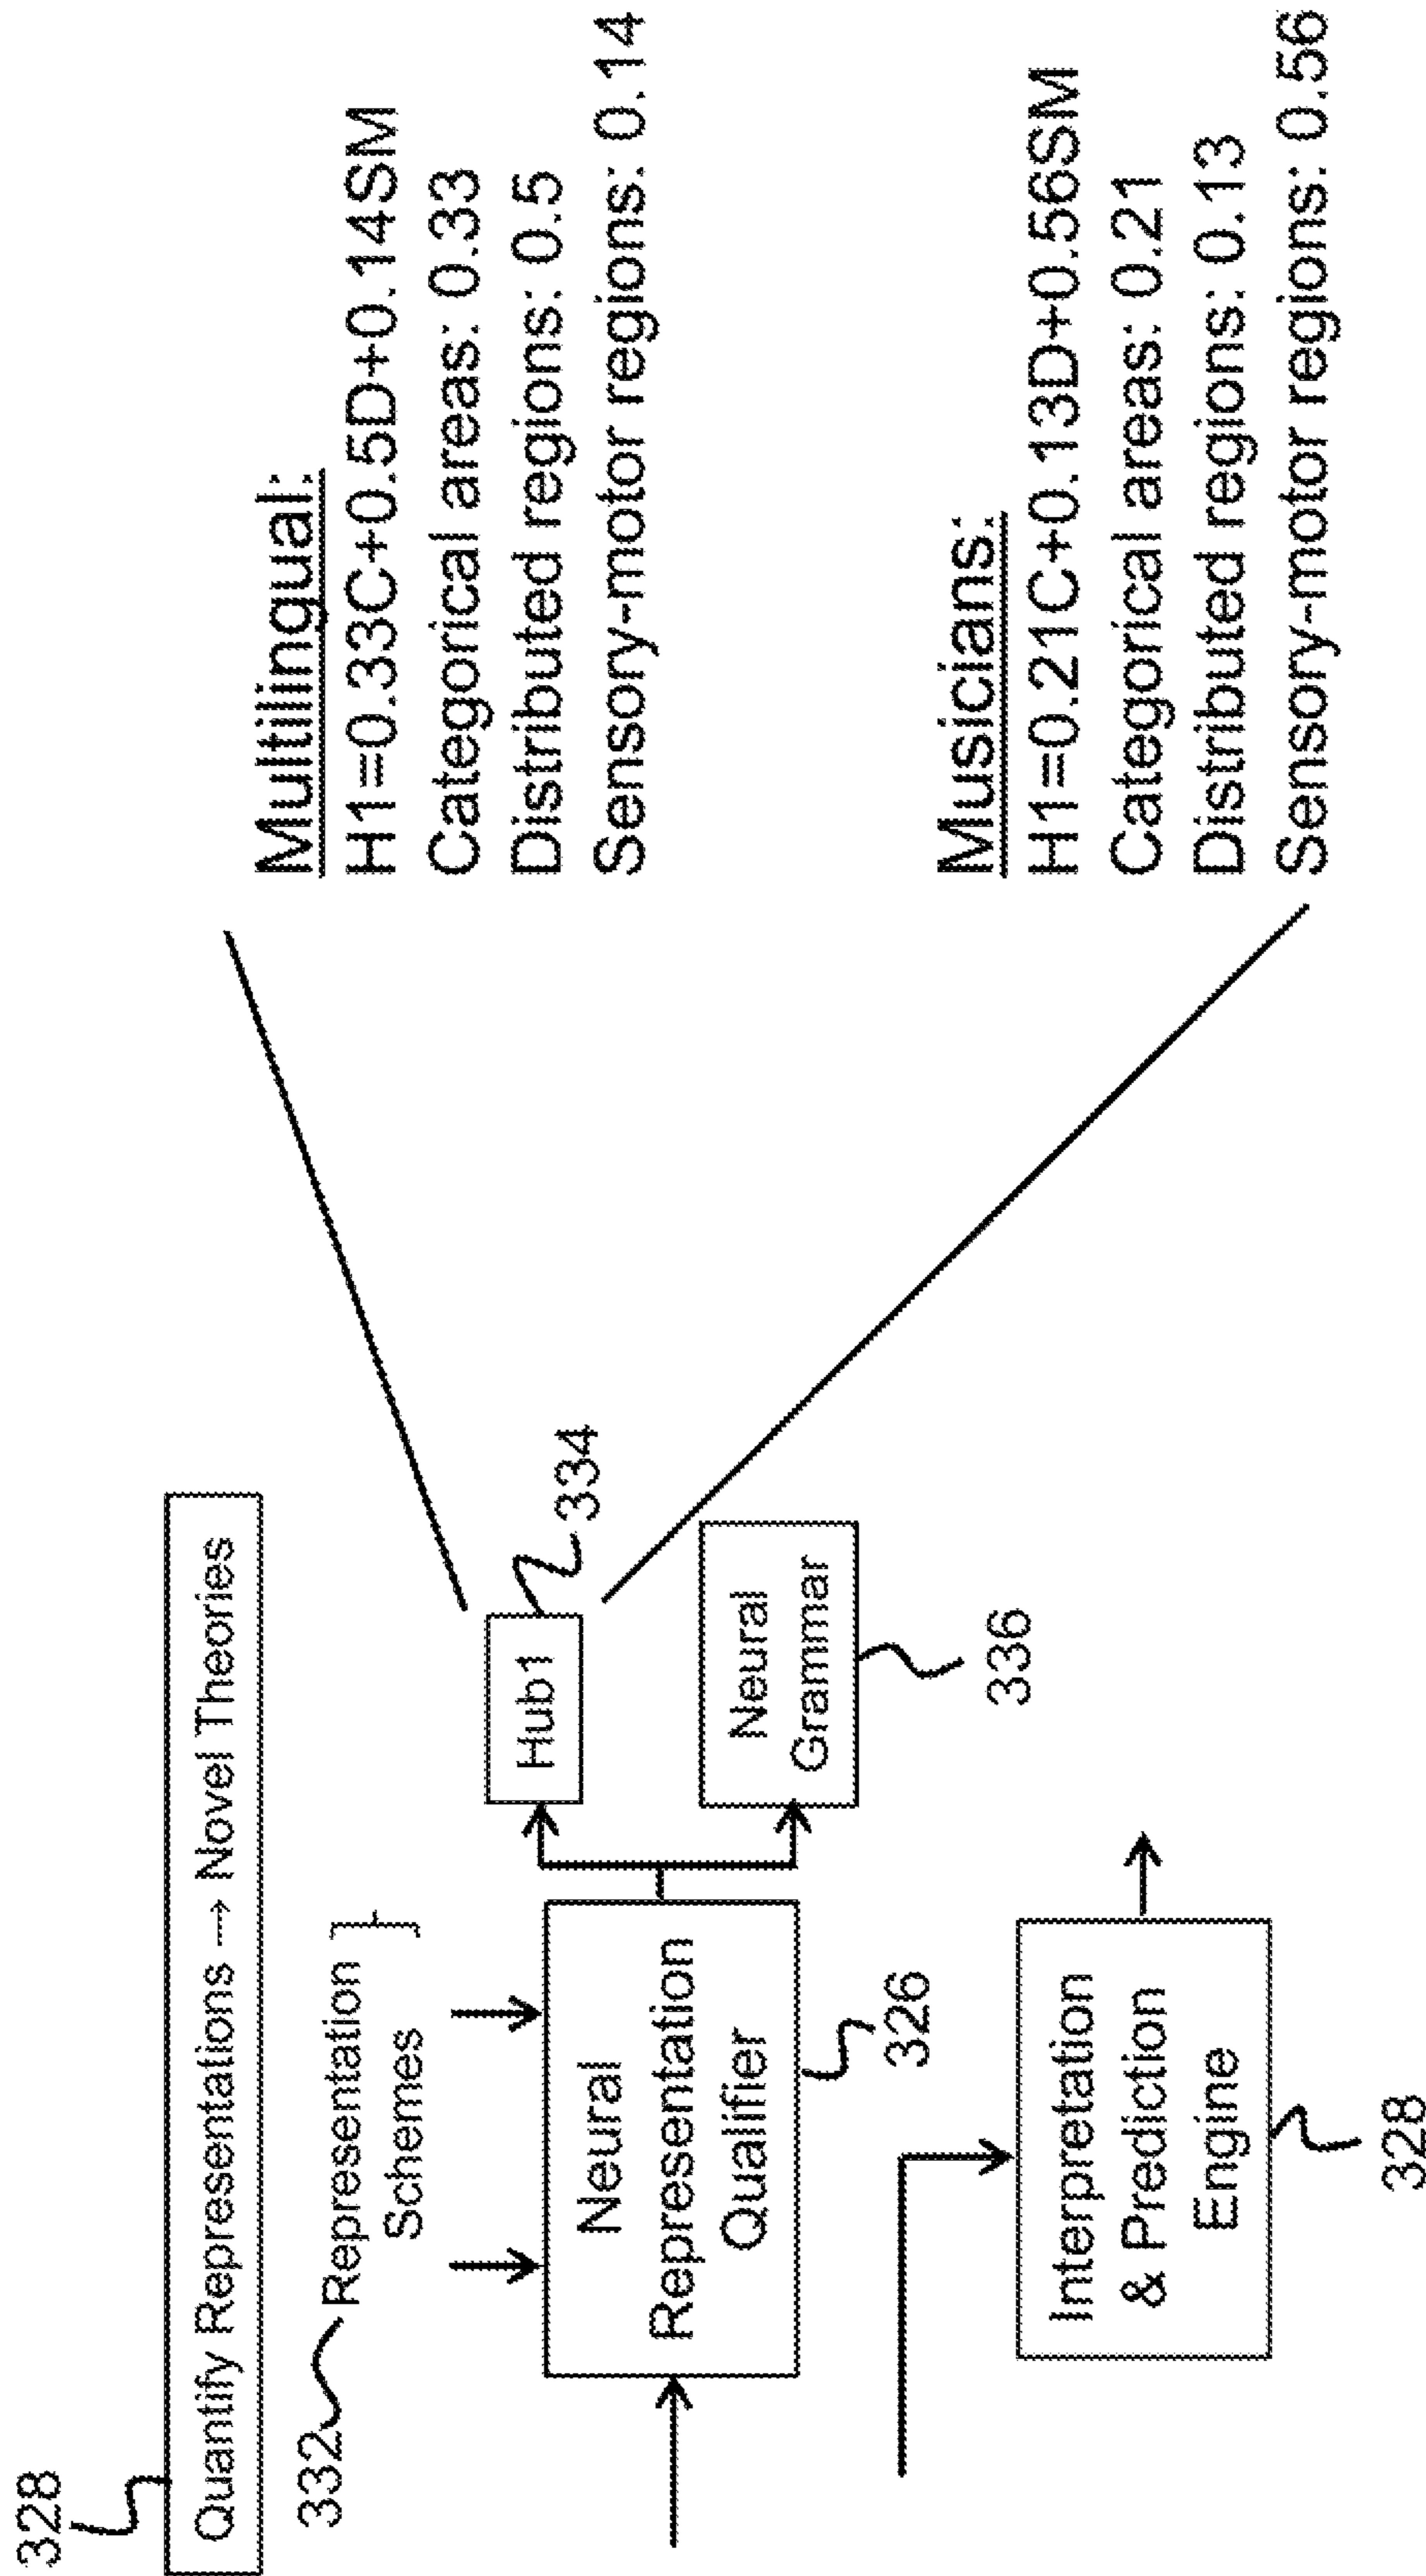 328
Quantify Representations → Novel Theories
332
Representation
Schemes
Neural
Representation
Qualifier
326
Hub1
334
Neural
Grammar
336
Interpretation
& Prediction
Engine
328
Multilingual:
H1=0.33C+0.5D+0.14SM
Categorical areas: 0.33
Distributed regions: 0.5
Sensory-motor regions: 0.14
Musicians:
H1=0.21C+0.13D+0.56SM
Categorical areas: 0.21
Distributed regions: 0.13
Sensory-motor regions: 0.56